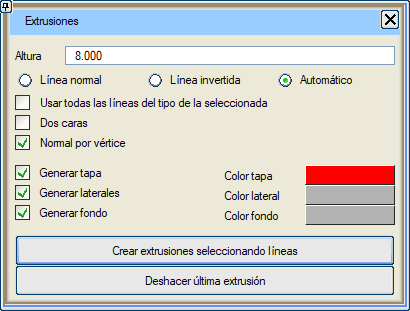 Extrusiones
Altura 8.000
Línea normal Línea invertida Automático
Usar todas las líneas del tipo de la seleccionada
Dos caras
Normal por vértice
Generar tapa Color tapa
Generar laterales Color lateral
Generar fondo Color fondo
Crear extrusiones seleccionando líneas
Deshacer última extrusión